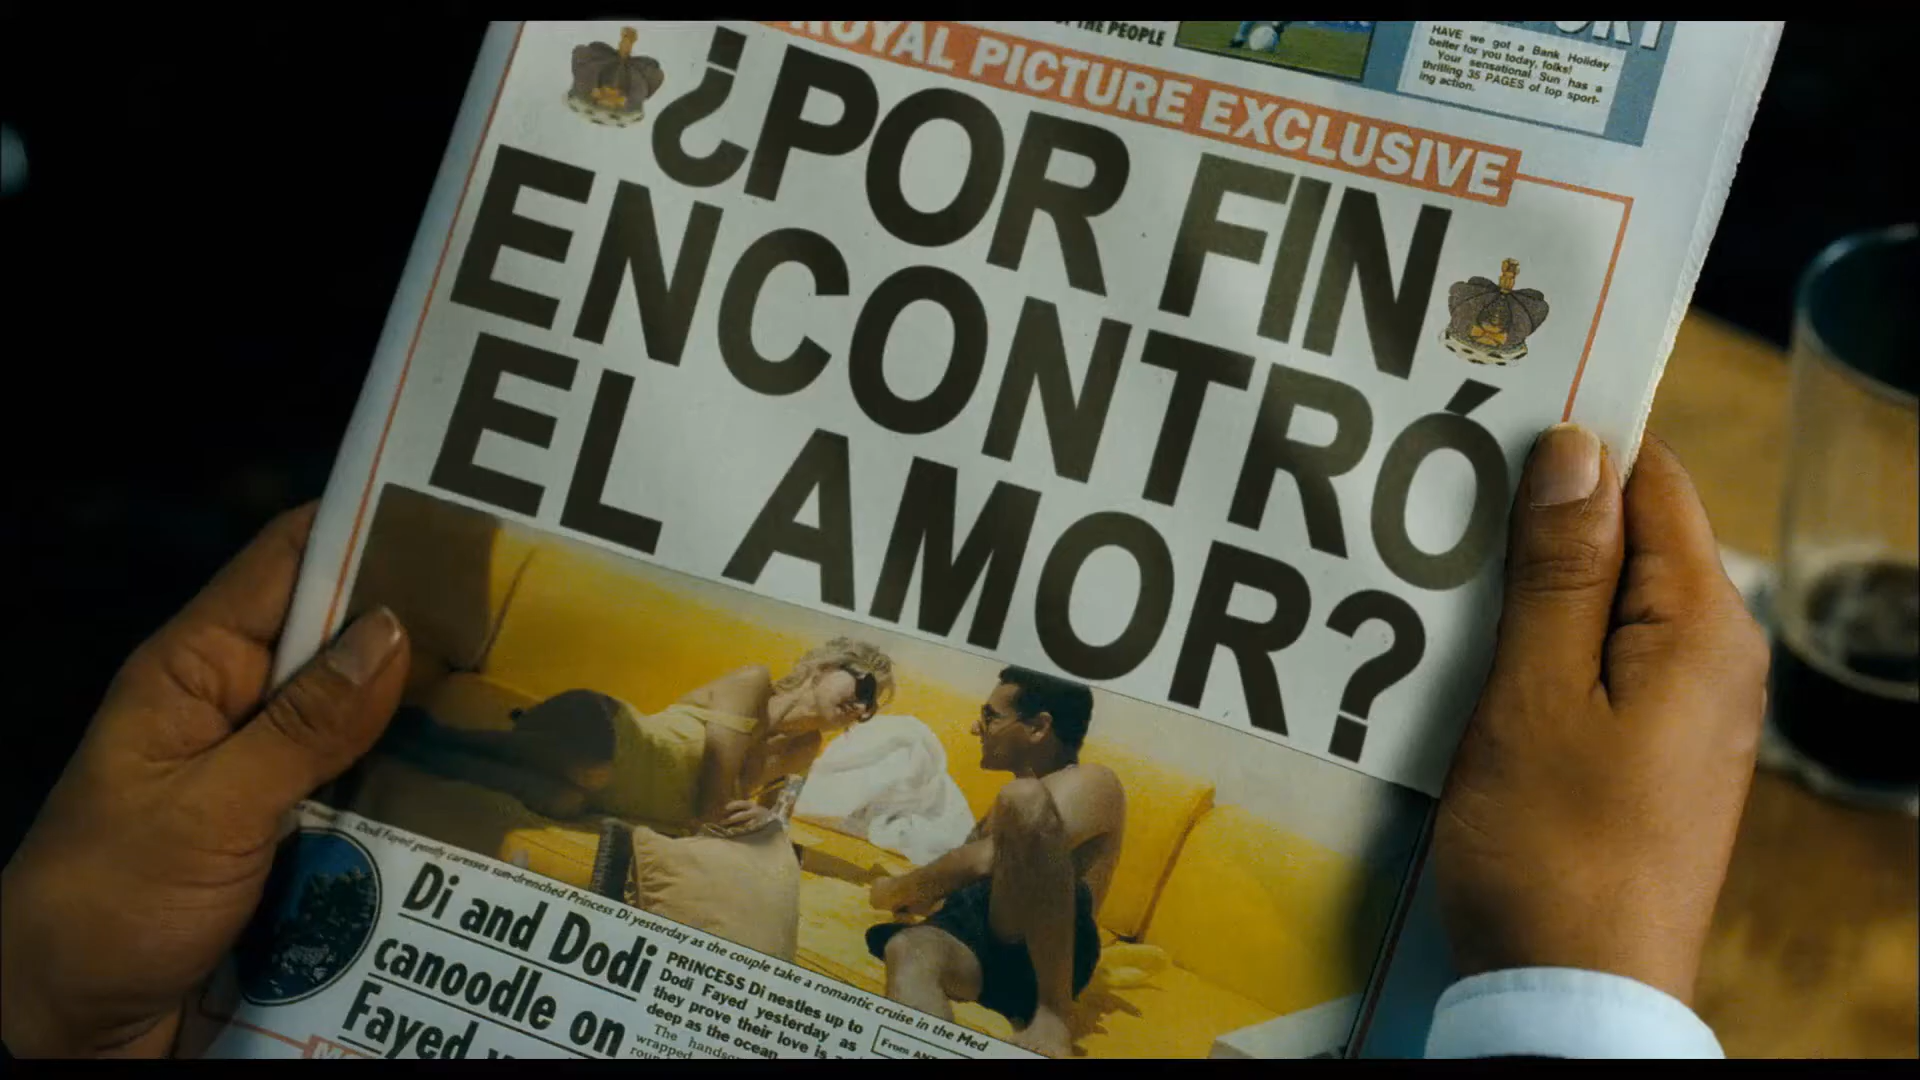 THE PEOPLE
HAVE we got a Bank Holiday
belter for you today, folks!
Your sensational Sun has a
thrilling 35 PAGES of top sport-
ing action.
ROYAL PICTURE EXCLUSIVE
¿POR FIN
ENCONTRÓ
EL AMOR?
Dodi Fayed gently caresses sun-drenched Princess Di yesterday as the couple take a romantic cruise in the Med
Di and Dodi
canoodle on
Fayed
PRINCESS Di nestles up to
Dodi Fayed yesterday as
they prove their love is
deep as the ocean.
The
wrapped
From